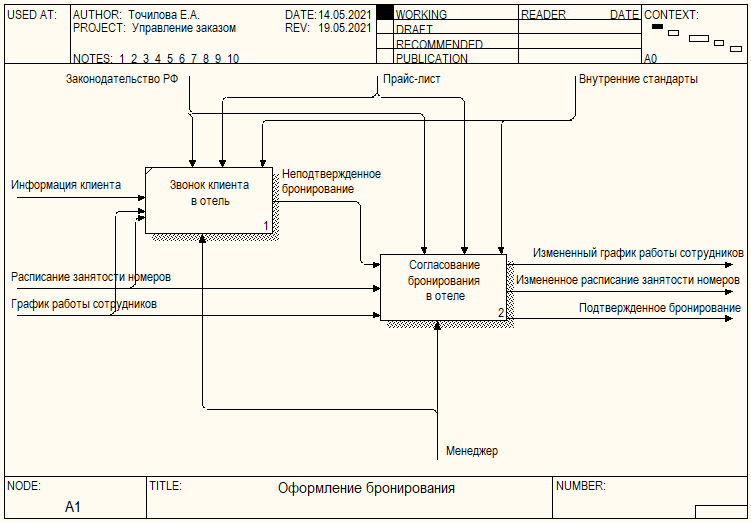 USED AT:
AUTHOR: Точилова Е.А.
DATE: 14.05.2021
PROJECT: Управление заказом
REV: 19.05.2021
NOTES: 1 2 3 4 5 6 7 8 9 10
WORKING
DRAFT
RECOMMENDED
PUBLICATION
READER
DATE
CONTEXT:
A0
Законодательство РФ
Прайс-лист
Внутренние стандарты
Информация клиента
Звонок клиента
в отель
1
Неподтвержденное
бронирование
Расписание занятости номеров
График работы сотрудников
Согласование
бронирования
в отеле
2
Измененный график работы сотрудников
Измененное расписание занятости номеров
Подтвержденное бронирование
Менеджер
NODE:
A1
TITLE:
Оформление бронирования
NUMBER: